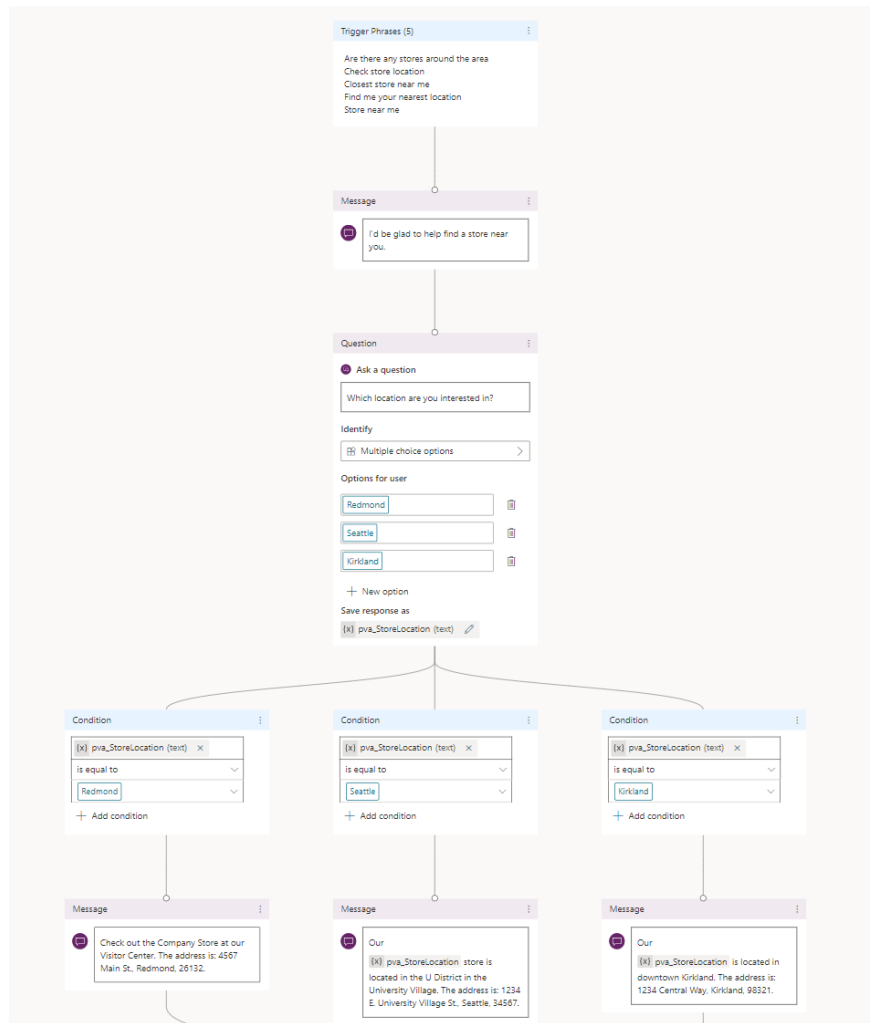 Trigger Phrases (5)
Are there any stores around the area
Check store location
Closest store near me
Find me your nearest location
Store near me
Message
I'd be glad to help find a store near
you.
Question
Ask a question
Which location are you interested in?
Identify
Multiple choice options
Options for user
Redmond
Seattle
Kirkland
New option
Save response as
{x} pva_StoreLocation (text)
Condition
{x} pva_StoreLocation (text)
is equal to
Redmond
Add condition
Condition
{x} pva_StoreLocation (text)
is equal to
Seattle
Add condition
Condition
{x} pva_StoreLocation (text)
is equal to
Kirkland
Add condition
Message
Check out the Company Store at our
Visitor Center. The address is: 4567
Main St., Redmond, 26132.
Message
Our
{x} pva_StoreLocation store is
located in the U District in the
University Village. The address is: 1234
E. University Village St., Seattle, 34567.
Message
Our
{x} pva_StoreLocation is located in
downtown Kirkland. The address is:
1234 Central Way, Kirkland, 98321.